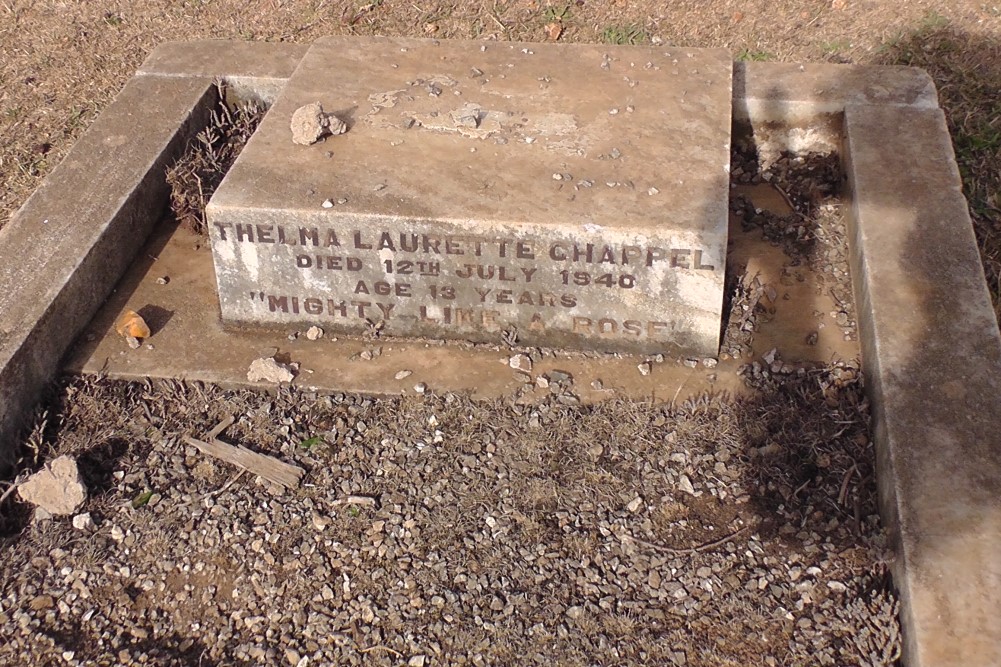 THELMA LAURETTE CHAPPEL
DIED 12TH JULY 1940
AGE 13 YEARS
"MIGHTY LIKE A ROSE"